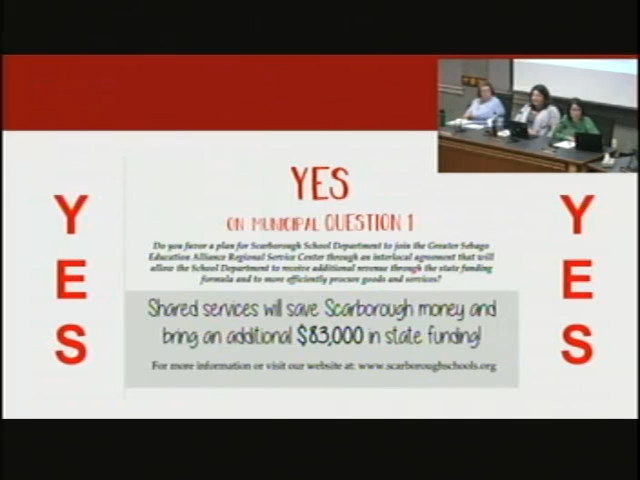 YES
ON MUNICIPAL QUESTION 1
Do you favor a plan for Scarborough School Department to join the Greater Sebago
Education Alliance Regional Service Center through an interlocal agreement that will
allow the School Department to receive additional revenue through the state funding
formula and to more efficiently procure goods and services?
Shared services will save Scarborough money and
bring an additional $83,000 in state funding!
For more information or visit our website at: www.scarboroughschools.org
Y
E
S
Y
E
S